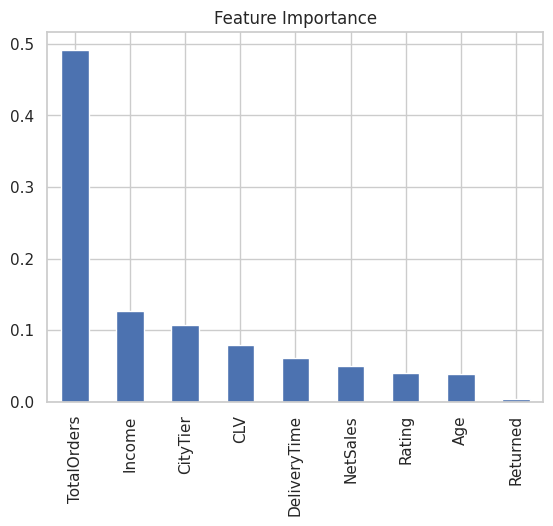 Feature Importance
0.5
0.4
0.3
0.2
0.1
0.0
TotalOrders
Income
CityTier
CLV
DeliveryTime
NetSales
Rating
Age
Returned